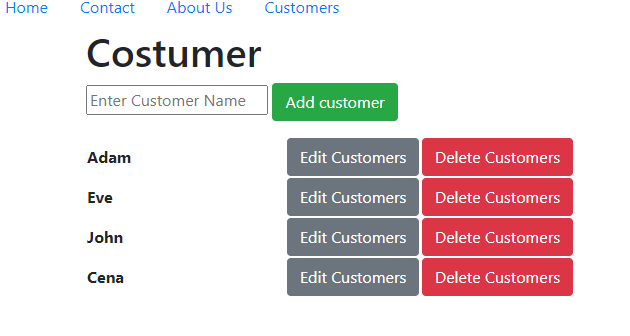 Home Contact About Us Customers
Costumer
Enter Customer Name Add customer
Adam Edit Customers Delete Customers
Eve Edit Customers Delete Customers
John Edit Customers Delete Customers
Cena Edit Customers Delete Customers